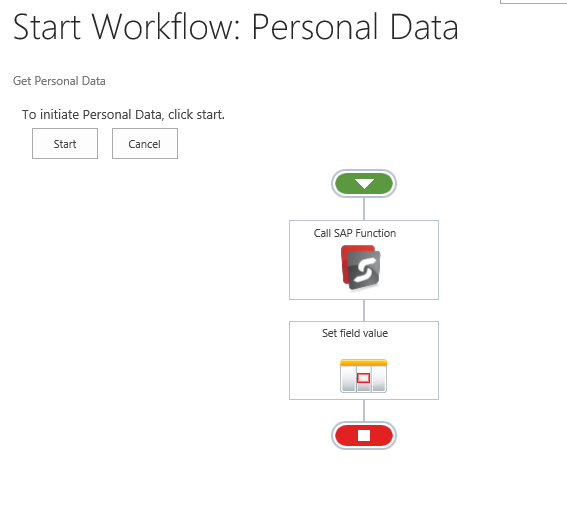 Start Workflow: Personal Data
Get Personal Data
To initiate Personal Data, click start.
Start
Cancel
Call SAP Function
Set field value